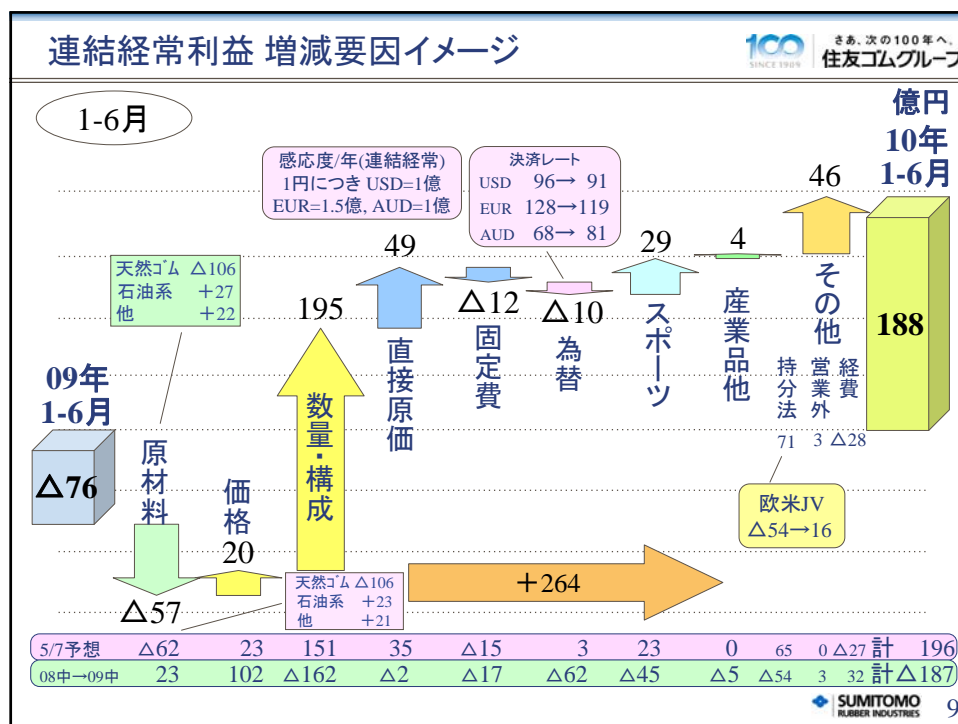 連結経常利益 増減要因イメージ
100
SINCE 1909
さあ、次の100年へ。
住友ゴムグループ
1-6月
億円
10年
1-6月
感応度/年(連結経常)
1円につき USD=1億
EUR=1.5億, AUD=1億
決済レート
USD 96→ 91
EUR 128→119
AUD 68→ 81
天然ゴム △106
石油系 +27
他 +22
09年
1-6月
△76
原材料
△57
価格
20
195
数量・構成
49
直接原価
△12
固定費
△10
為替
29
スポーツ
4
産業品他
46
その他
持分法
営業外
経費
71 3 △28
188
欧米JV
△54→16
天然ゴム △106
石油系 +23
他 +21
+264
5/7予想 △62 23 151 35 △15 3 23 0 65 0 △27 計 196
08中→09中 23 102 △162 △2 △17 △62 △45 △5 △54 3 32 計△187
SUMITOMO
RUBBER INDUSTRIES
9